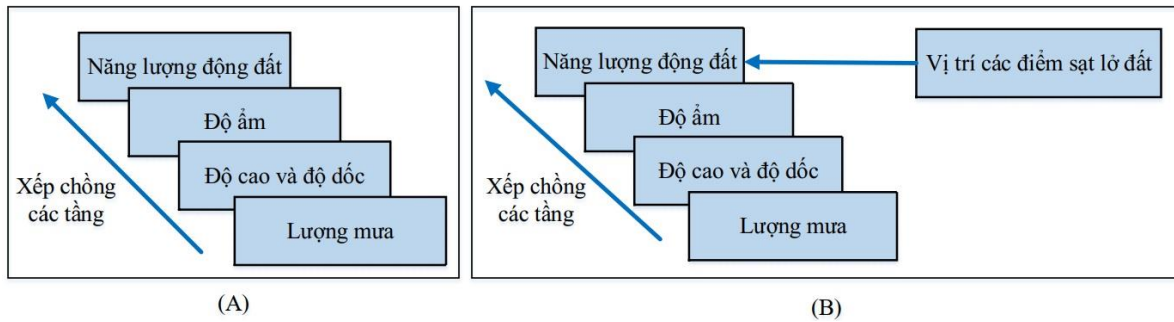 Năng lượng động đất
Độ ẩm
Độ cao và độ dốc
Lượng mưa
Xếp chồng
các tầng
(A)
Năng lượng động đất
Vị trí các điểm sạt lở đất
Độ ẩm
Độ cao và độ dốc
Lượng mưa
Xếp chồng
các tầng
(B)